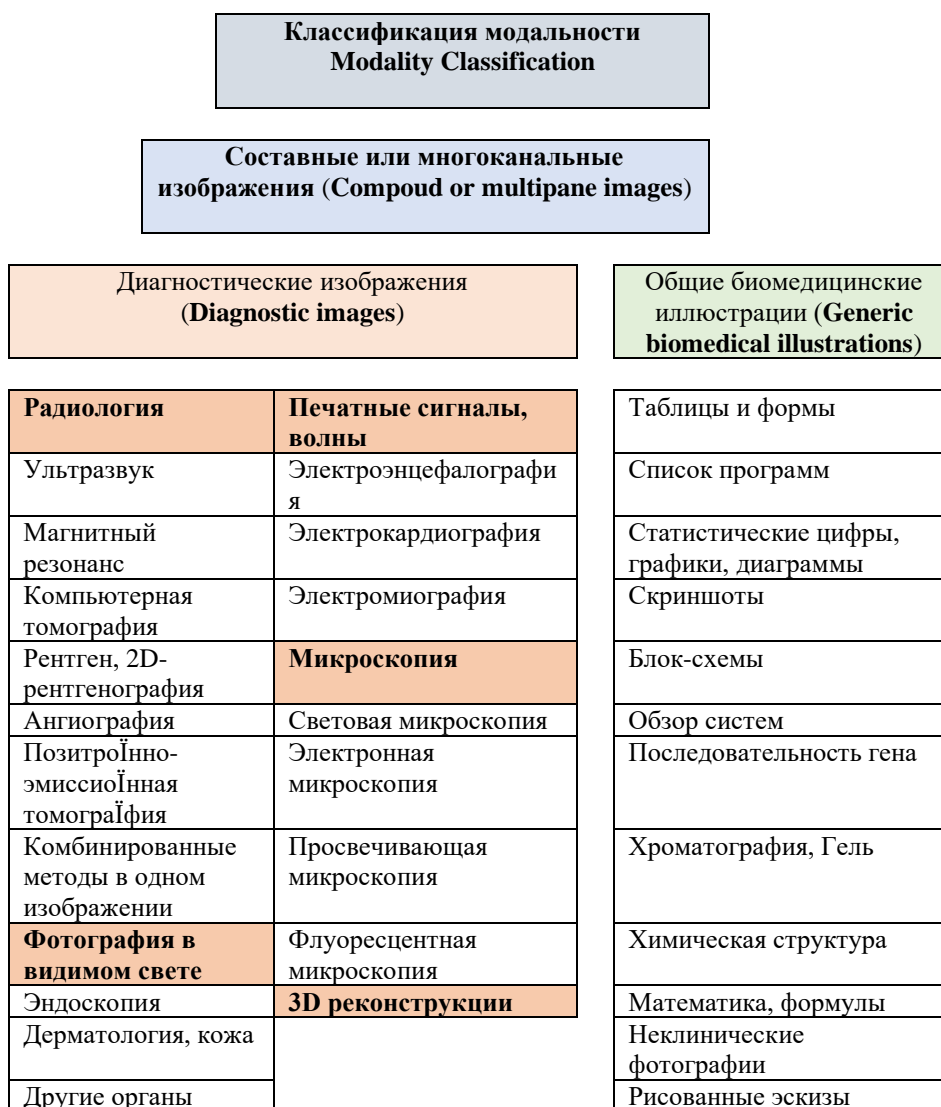 Классификация модальности
Modality Classification
Составные или многоканальные
изображения (Compoud or multipane images)
Диагностические изображения
(Diagnostic images)
Общие биомедицинские
иллюстрации (Generic
biomedical illustrations)
Радиология
Печатные сигналы,
волны
Таблицы и формы
Ультразвук
Электроэнцефалографи
я
Список программ
Магнитный
резонанс
Электрокардиография
Статистические цифры,
графики, диаграммы
Компьютерная
томография
Электромиография
Скриншоты
Рентген, 2D-
рентгенография
Микроскопия
Блок-схемы
Ангиография
Световая микроскопия
Обзор систем
ПозитроÏнно-
эмиссиоÏнная
томограÏфия
Электронная
микроскопия
Последовательность гена
Комбинированные
методы в одном
изображении
Просвечивающая
микроскопия
Хроматография, Гель
Фотография в
видимом свете
Флуоресцентная
микроскопия
Химическая структура
Эндоскопия
3D реконструкции
Математика, формулы
Дерматология, кожа
Неклинические
фотографии
Другие органы
Рисованные эскизы